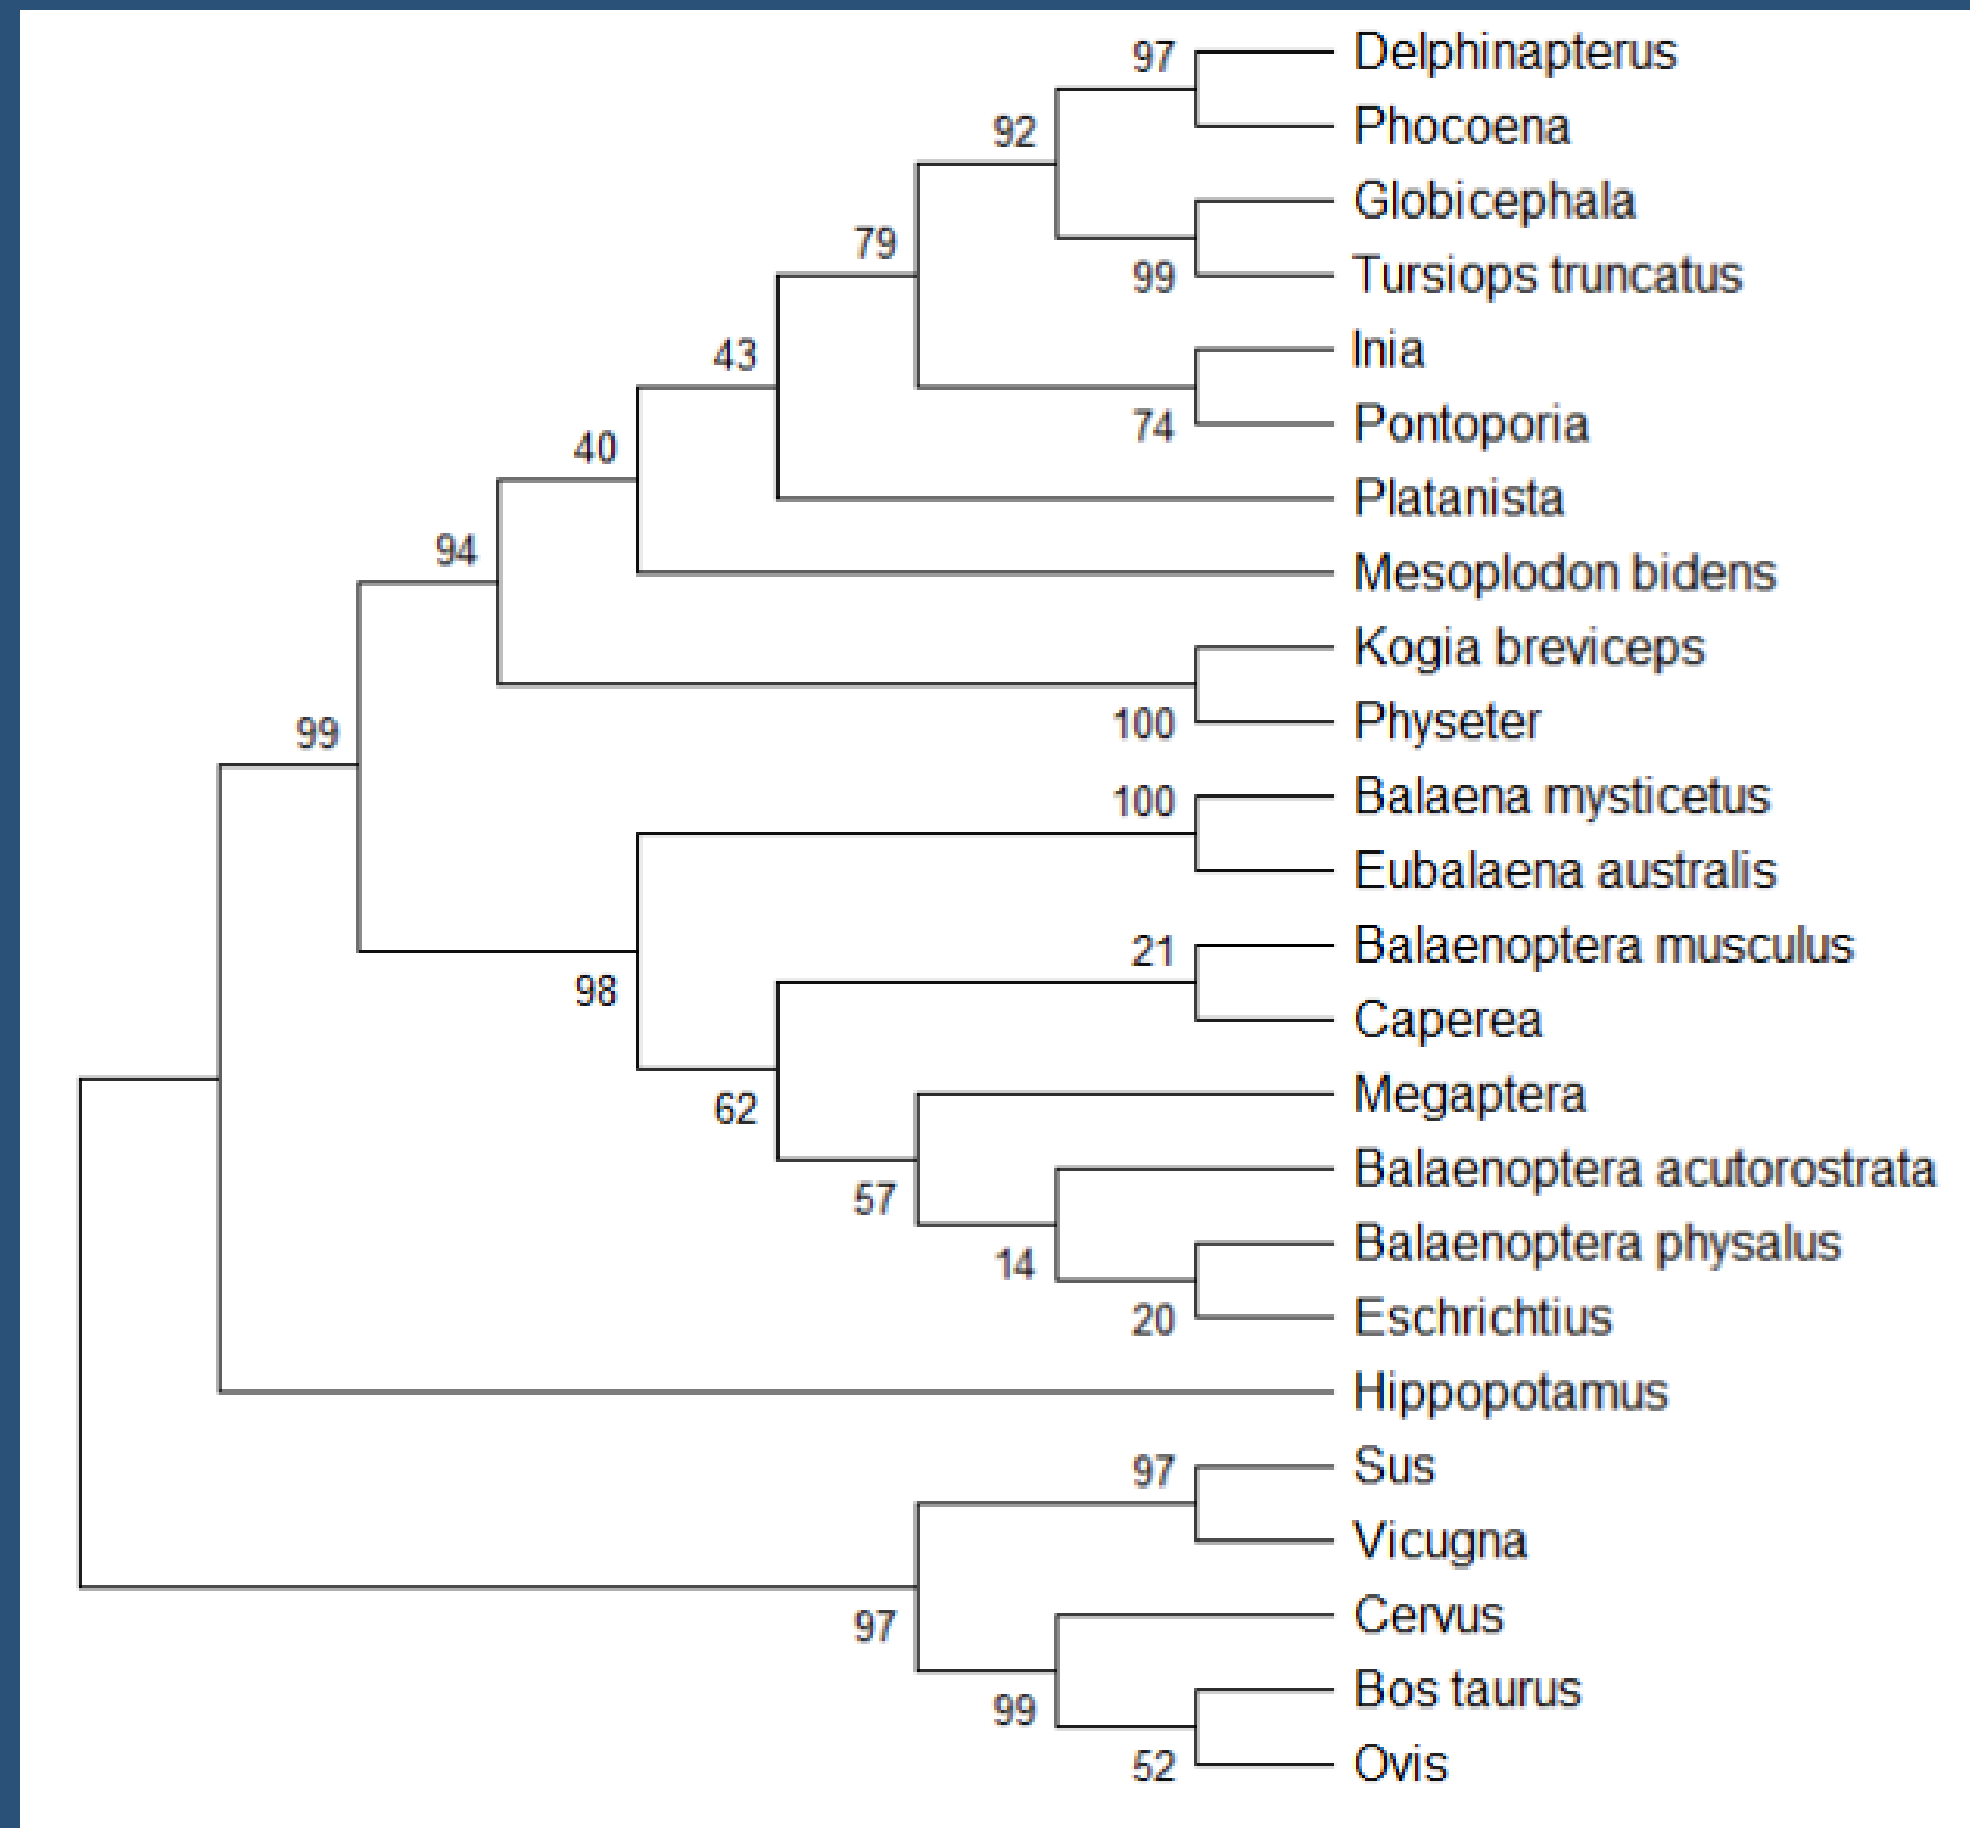 97
Delphinapterus
92
Phocoena
Globicephala
79
99
Tursiops truncatus
43
Inia
74
Pontoporia
40
Platanista
94
Mesoplodon bidens
Kogia breviceps
99
100
Physeter
100
Balaena mysticetus
Eubalaena australis
21
Balaenoptera musculus
98
Caperea
62
Megaptera
57
Balaenoptera acutorostrata
14
Balaenoptera physalus
20
Eschrichtius
Hippopotamus
97
Sus
Vicugna
97
Cervus
99
Bos taurus
52
Ovis